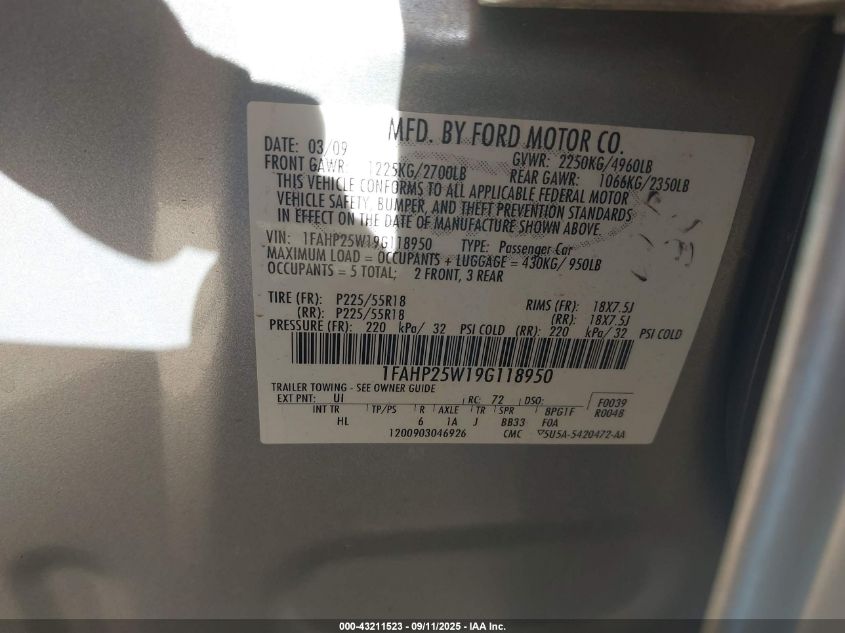 MFD. BY FORD MOTOR CO.
DATE: 03/09 GVWR: 2250KG/4960LB
FRONT GAWR: 1225KG/2700LB REAR GAWR: 1066KG/2350LB
THIS VEHICLE CONFORMS TO ALL APPLICABLE FEDERAL MOTOR
VEHICLE SAFETY, BUMPER, AND THEFT PREVENTION STANDARDS
IN EFFECT ON THE DATE OF MANUFACTURE SHOWN ABOVE.
VIN: 1FAHP25W19G118950 TYPE: Passenger Car
MAXIMUM LOAD = OCCUPANTS + LUGGAGE = 430KG/ 950LB
OCCUPANTS = 5 TOTAL: 2 FRONT, 3 REAR
TIRE (FR): P225/55R18 RIMS (FR): 18X7.5J
(RR): P225/55R18 (RR): 18X7.5J
PRESSURE (FR): 220 kPa/ 32 PSI COLD (RR): 220 kPa/ 32 PSI COLD
1FAHP25W19G118950
TRAILER TOWING - SEE OWNER GUIDE
EXT PNT: UI RC: 72 DSO: F0039
INT TR TP/PS R AXLE TR SPR BPG1F R0048
HL 6 1A J BB33 F0A
1200903046926 CMC ▽5U5A-5420472-AA
000-43211523 - 09/11/2025 - IAA Inc.